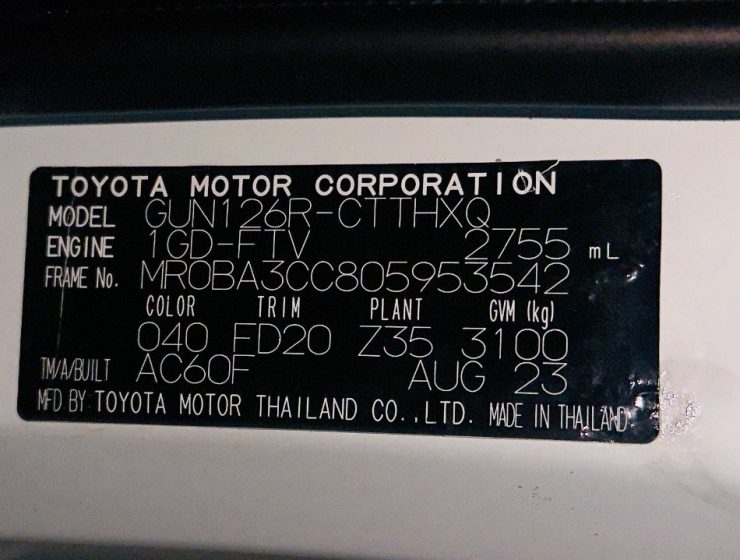 TOYOTA MOTOR CORPORATION
MODEL GUN126R-CTTHXQ
ENGINE 1GD-FTV 2755 mL
FRAME No. MR0BA3CC805953542
COLOR TRIM PLANT GVM (kg)
040 FD20 Z35 3100
TM/A/BUILT AC60F AUG 23
MFD BY: TOYOTA MOTOR THAILAND CO.,LTD. MADE IN THAILAND